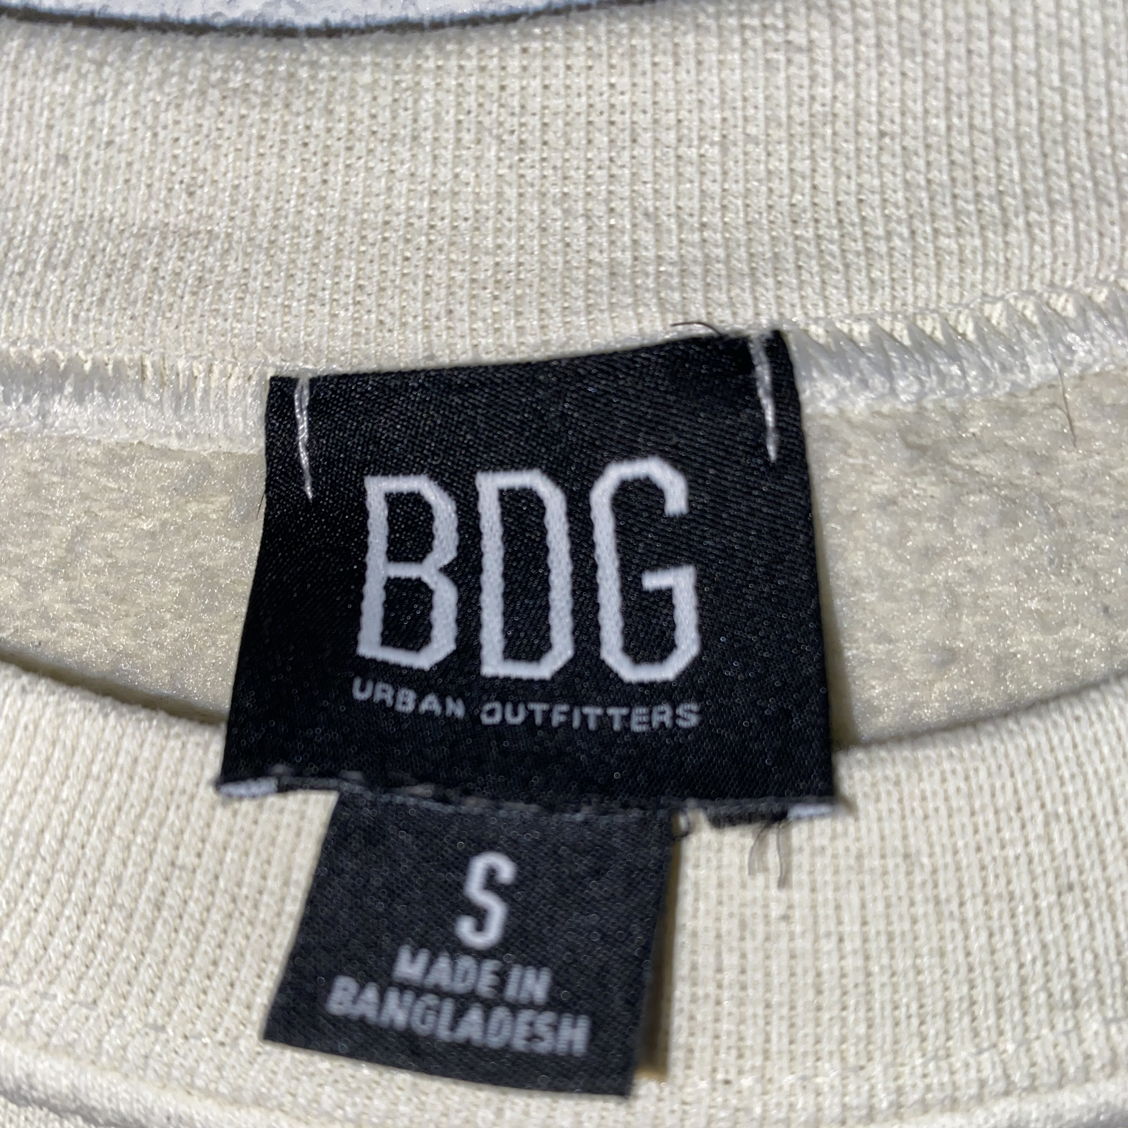 BDG
URBAN OUTFITTERS
S
MADE IN
BANGLADESH